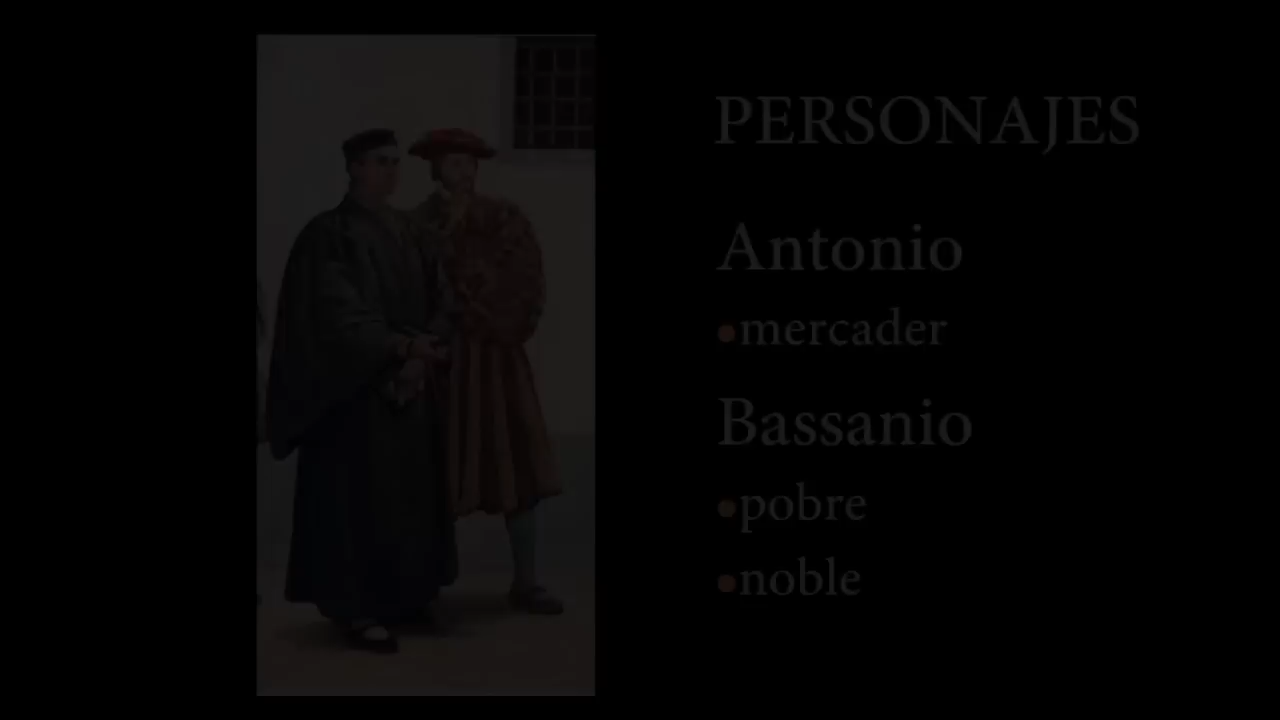 PERSONAJES
Antonio
•mercader
Bassanio
•pobre
•noble